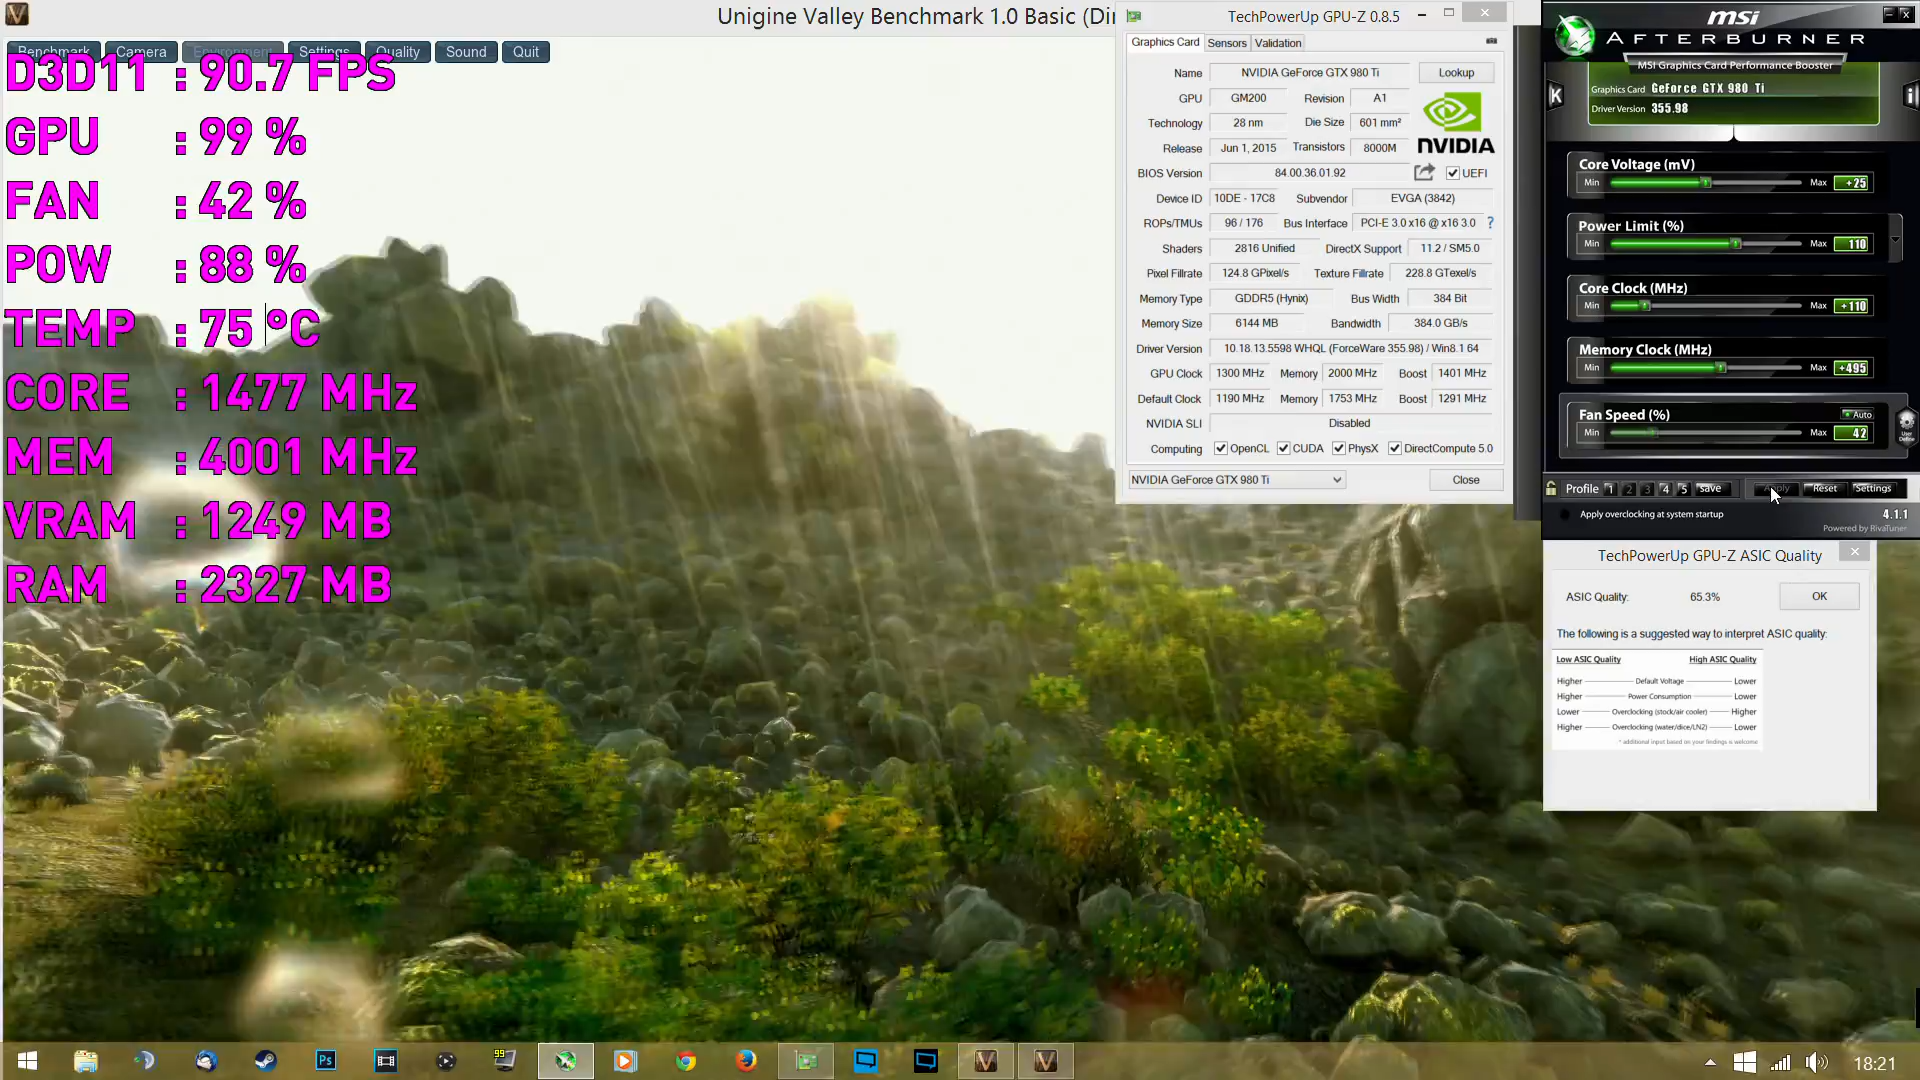 Unigine Valley Benchmark 1.0 Basic (Dir
Benchmark Camera Environment Settings Quality Sound Quit
D3D11 : 90.7 FPS
GPU : 99 %
FAN : 42 %
POW : 88 %
TEMP : 75 °C
CORE : 1477 MHz
MEM : 4001 MHz
VRAM : 1249 MB
RAM : 2327 MB
TechPowerUp GPU-Z 0.8.5
Graphics Card Sensors Validation
Name NVIDIA GeForce GTX 980 Ti Lookup
GPU GM200 Revision A1
Technology 28 nm Die Size 601 mm²
Release Jun 1, 2015 Transistors 8000M
NVIDIA
BIOS Version 84.00.36.01.92 UEFI
Device ID 10DE - 17C8 Subvendor EVGA (3842)
ROPs/TMUs 96 / 176 Bus Interface PCI-E 3.0 x16 @ x16 3.0 ?
Shaders 2816 Unified DirectX Support 11.2 / SM5.0
Pixel Fillrate 124.8 GPixel/s Texture Fillrate 228.8 GTexel/s
Memory Type GDDR5 (Hynix) Bus Width 384 Bit
Memory Size 6144 MB Bandwidth 384.0 GB/s
Driver Version 10.18.13.5598 WHQL (ForceWare 355.98) / Win8.1 64
GPU Clock 1300 MHz Memory 2000 MHz Boost 1401 MHz
Default Clock 1190 MHz Memory 1753 MHz Boost 1291 MHz
NVIDIA SLI Disabled
Computing OpenCL CUDA PhysX DirectCompute 5.0
NVIDIA GeForce GTX 980 Ti Close
msi
AFTERBURNER
MSI Graphics Card Performance Booster
K i
Graphics Card GeForce GTX 980 Ti
Driver Version 355.98
Core Voltage (mV)
Min Max +25
Power Limit (%)
Min Max 110
Core Clock (MHz)
Min Max +110
Memory Clock (MHz)
Min Max +495
Fan Speed (%) Auto
Min Max 42
User Define
Profile 1 2 3 4 5 save Apply Reset Settings
Apply overclocking at system startup 4.1.1
Powered by RivaTuner
TechPowerUp GPU-Z ASIC Quality
ASIC Quality: 65.3% OK
The following is a suggested way to interpret ASIC quality:
Low ASIC Quality High ASIC Quality
Higher Default Voltage Lower
Higher Power Consumption Lower
Lower Overclocking (stock/air cooler) Higher
Higher Overclocking (water/dice/LN2) Lower
* additional input based on your findings is welcome
Ps 99 18:21